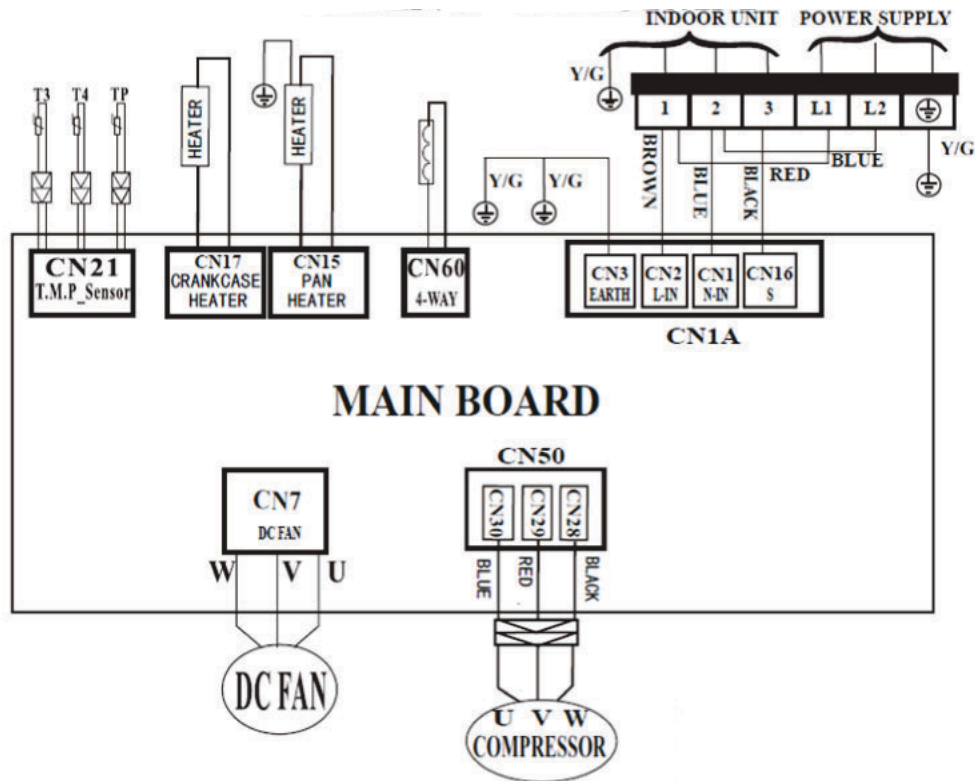 INDOOR UNIT POWER SUPPLY
Y/G
T3 T4 TP
1 2 3 L1 L2
HEATER
HEATER
BROWN
BLUE
BLACK
RED
BLUE
Y/G
Y/G Y/G
CN21
T.M.P_Sensor
CN17
CRANKCASE
HEATER
CN15
PAN
HEATER
CN60
4-WAY
CN3
EARTH
CN2
L-IN
CN1
N-IN
CN16
S
CN1A
MAIN BOARD
CN7
DC FAN
CN50
CN30
CN29
CN28
W V U
BLUE
RED
BLACK
DC FAN
U V W
COMPRESSOR